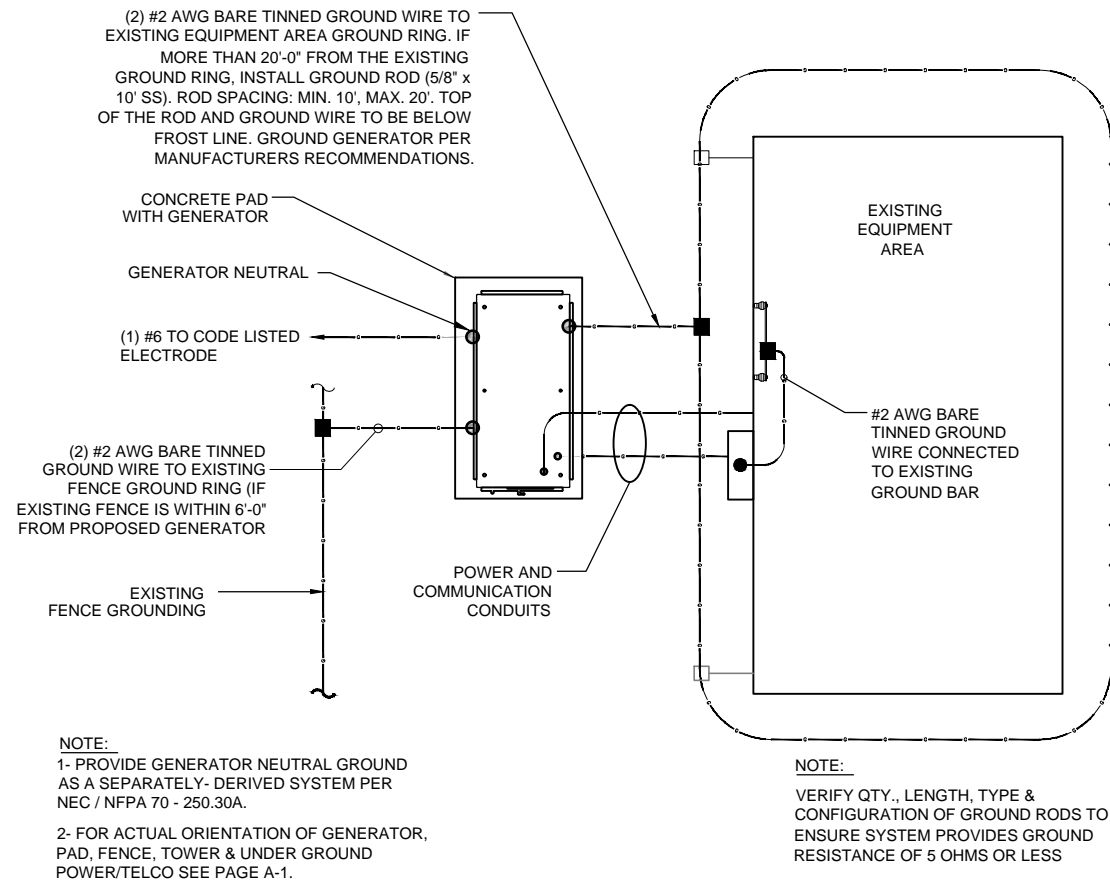 (2) #2 AWG BARE TINNED GROUND WIRE TO
EXISTING EQUIPMENT AREA GROUND RING. IF
MORE THAN 20'-0" FROM THE EXISTING
GROUND RING, INSTALL GROUND ROD (5/8" x
10' SS). ROD SPACING: MIN. 10', MAX. 20'. TOP
OF THE ROD AND GROUND WIRE TO BE BELOW
FROST LINE. GROUND GENERATOR PER
MANUFACTURERS RECOMMENDATIONS.
CONCRETE PAD
WITH GENERATOR
GENERATOR NEUTRAL
(1) #6 TO CODE LISTED
ELECTRODE
(2) #2 AWG BARE TINNED
GROUND WIRE TO EXISTING
FENCE GROUND RING (IF
EXISTING FENCE IS WITHIN 6'-0"
FROM PROPOSED GENERATOR
EXISTING
FENCE GROUNDING
POWER AND
COMMUNICATION
CONDUITS
EXISTING
EQUIPMENT
AREA
#2 AWG BARE
TINNED GROUND
WIRE CONNECTED
TO EXISTING
GROUND BAR
NOTE:
1- PROVIDE GENERATOR NEUTRAL GROUND
AS A SEPARATELY- DERIVED SYSTEM PER
NEC / NFPA 70 - 250.30A.
2- FOR ACTUAL ORIENTATION OF GENERATOR,
PAD, FENCE, TOWER & UNDER GROUND
POWER/TELCO SEE PAGE A-1.
NOTE:
VERIFY QTY., LENGTH, TYPE &
CONFIGURATION OF GROUND RODS TO
ENSURE SYSTEM PROVIDES GROUND
RESISTANCE OF 5 OHMS OR LESS